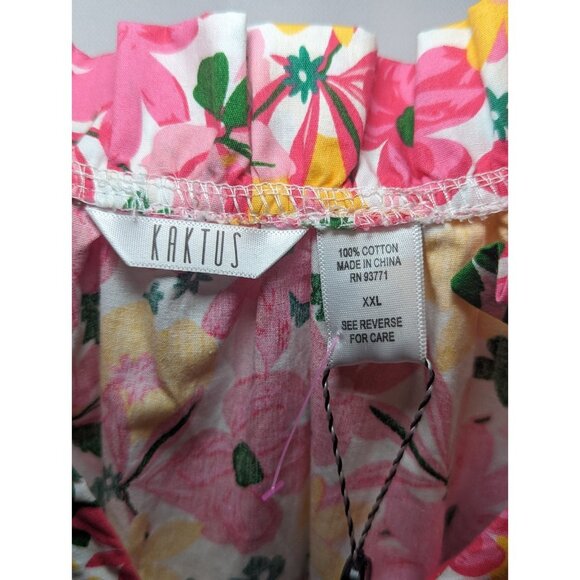 KAKTUS
100% COTTON
MADE IN CHINA
RN 93771
XXL
SEE REVERSE
FOR CARE